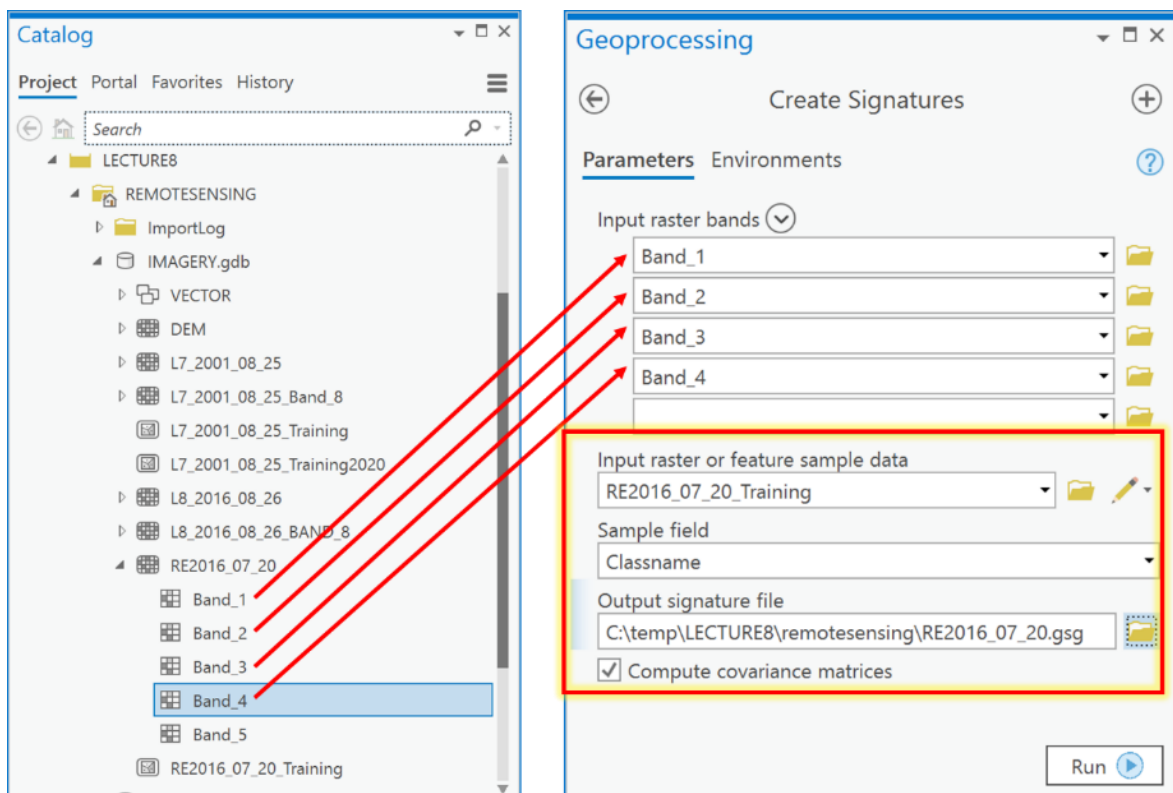 Catalog
Project Portal Favorites History
Search
LECTURE8
REMOTESENSING
ImportLog
IMAGERY.gdb
VECTOR
DEM
L7_2001_08_25
L7_2001_08_25_Band_8
L7_2001_08_25_Training
L7_2001_08_25_Training2020
L8_2016_08_26
L8_2016_08_26_BAND_8
RE2016_07_20
Band_1
Band_2
Band_3
Band_4
Band_5
RE2016_07_20_Training
Geoprocessing
Create Signatures
Parameters Environments
Input raster bands
Band_1
Band_2
Band_3
Band_4
Input raster or feature sample data
RE2016_07_20_Training
Sample field
Classname
Output signature file
C:\temp\LECTURE8\remotesensing\RE2016_07_20.gsg
Compute covariance matrices
Run